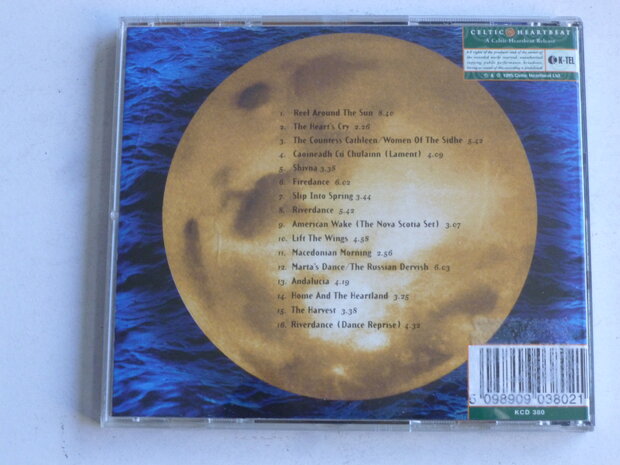 CELTIC HEARTBEAT
A Celtic Heartbeat Release
K-TEL
1. Reel Around The Sun 8.40
2. The Heart's Cry 2.26
3. The Countess Cathleen/Women Of The Sidhe 5.42
4. Caoineadh Cú Chulainn (Lament) 4.09
5. Shivna 3.38
6. Firedance 6.02
7. Slip Into Spring 3.44
8. Riverdance 5.42
9. American Wake (The Nova Scotia Set) 3.07
10. Lift The Wings 4.58
11. Macedonian Morning 2.56
12. Marta's Dance/The Russian Dervish 6.03
13. Andalucia 4.19
14. Home And The Heartland 3.25
15. The Harvest 3.38
16. Riverdance (Dance Reprise) 4.32
5 098909 038021
KCD 380